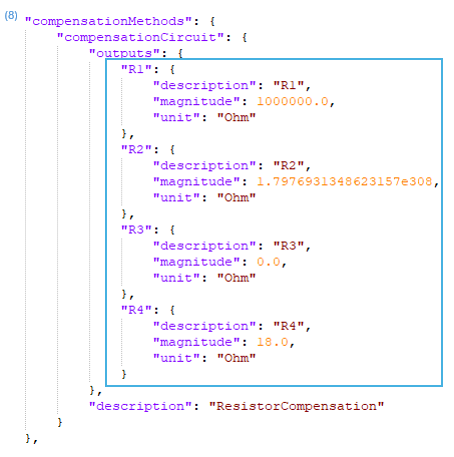 (8) "compensationMethods": {
"compensationCircuit": {
"outputs": {
"R1": {
"description": "R1",
"magnitude": 1000000.0,
"unit": "Ohm"
},
"R2": {
"description": "R2",
"magnitude": 1.7976931348623157e308,
"unit": "Ohm"
},
"R3": {
"description": "R3",
"magnitude": 0.0,
"unit": "Ohm"
},
"R4": {
"description": "R4",
"magnitude": 18.0,
"unit": "Ohm"
}
},
"description": "ResistorCompensation"
}
},